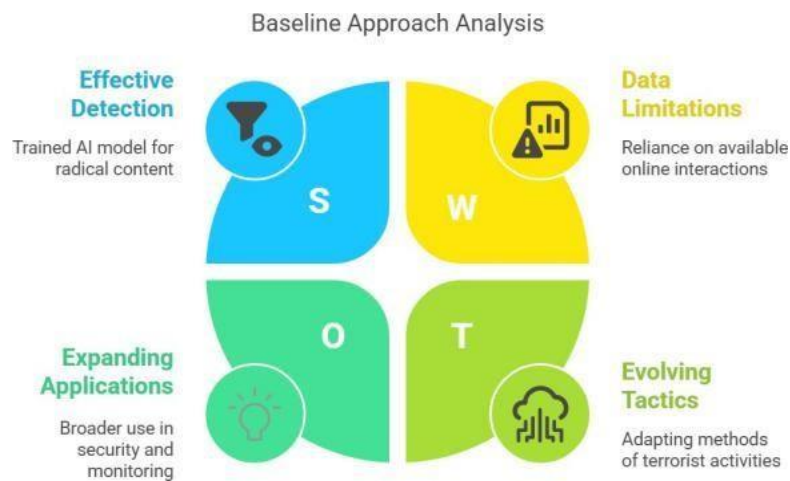 Baseline Approach Analysis
Effective
Detection
Trained AI model for
radical content
S
Data
Limitations
Reliance on available
online interactions
W
Expanding
Applications
Broader use in
security and
monitoring
O
Evolving
Tactics
Adapting methods
of terrorist activities
T